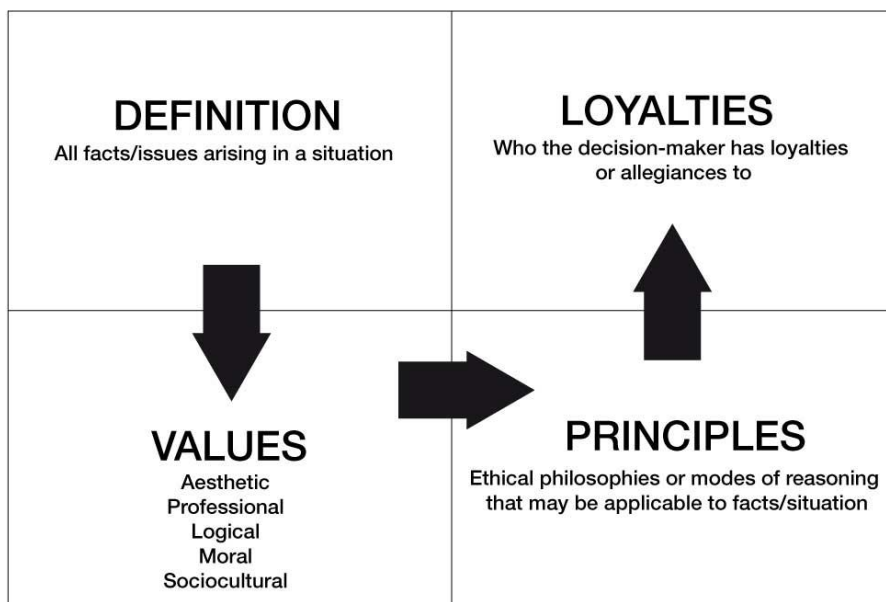 DEFINITION
All facts/issues arising in a situation
LOYALTIES
Who the decision-maker has loyalties
or allegiances to
VALUES
Aesthetic
Professional
Logical
Moral
Sociocultural
PRINCIPLES
Ethical philosophies or modes of reasoning
that may be applicable to facts/situation